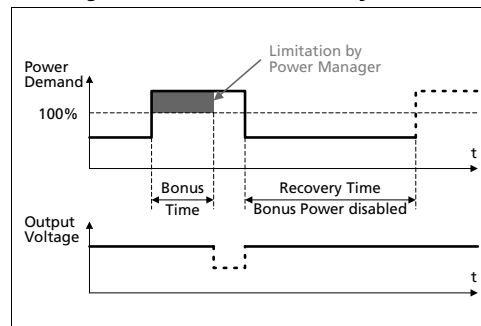 Limitation by
Power Manager
Power
Demand
100%
t
Bonus
Time
Recovery Time
Bonus Power disabled
Output
Voltage
t